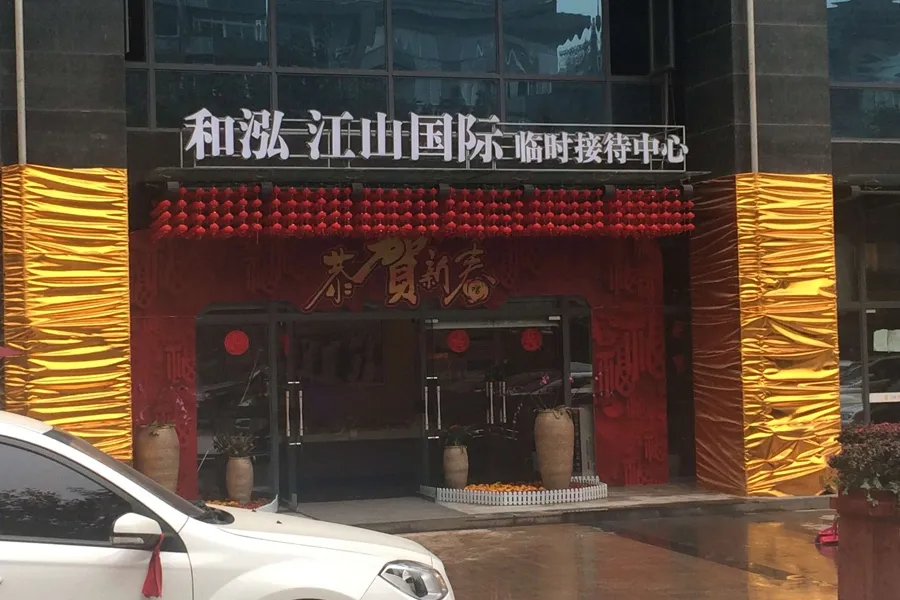 和泓 江山国际 临时接待中心
恭贺新春